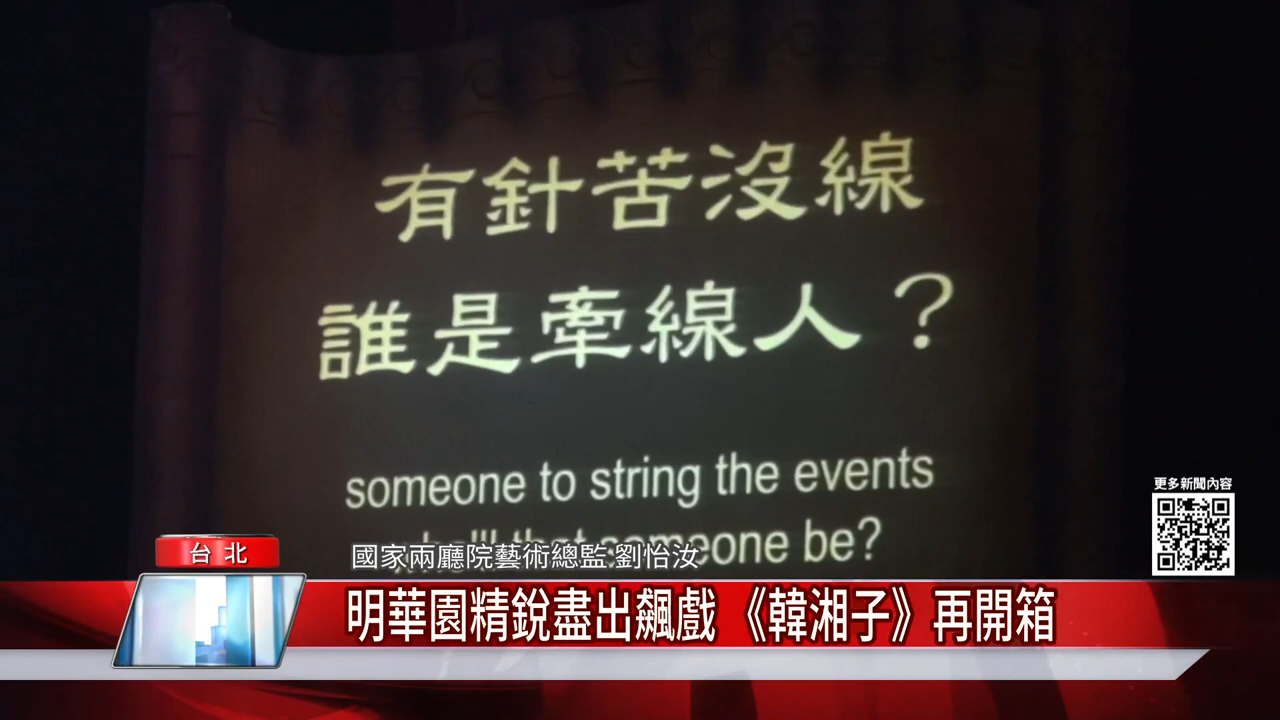 有針苦沒線
誰是牽線人？
someone to string the events
someone be?
更多新聞內容
台北
國家兩廳院藝術總監 劉怡汝
明華園精銳盡出飆戲 《韓湘子》再開箱